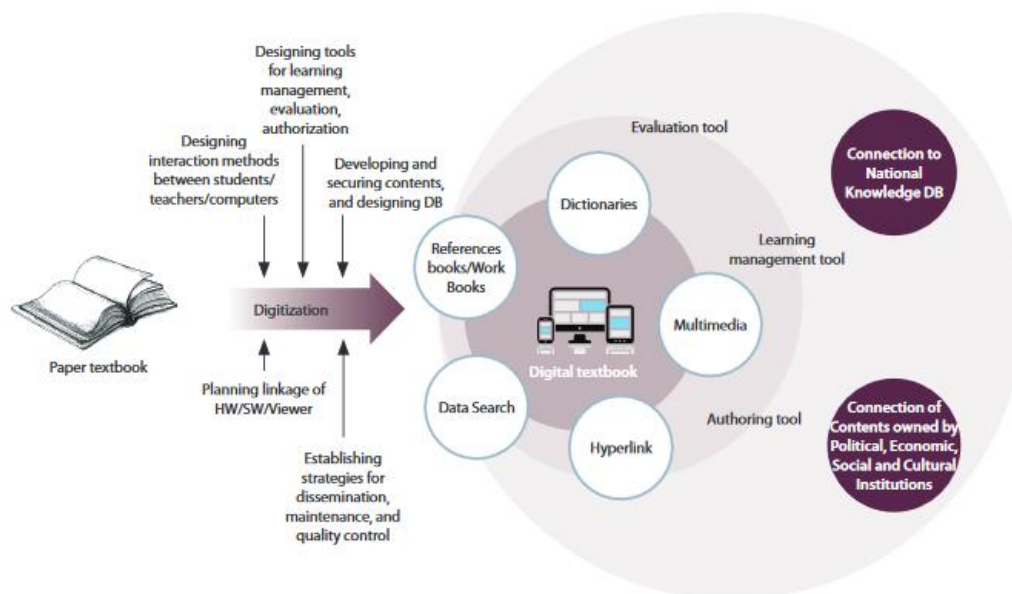 Designing tools
for learning
management,
evaluation,
authorization
Designing
interaction methods
between students/
teachers/computers
Developing and
securing contents,
and designing DB
Paper textbook
Digitization
Planning linkage of
HW/SW/Viewer
Establishing
strategies for
dissemination,
maintenance, and
quality control
Evaluation tool
Dictionaries
References
books/Work
Books
Learning
management tool
Multimedia
Digital textbook
Data Search
Hyperlink
Authoring tool
Connection to
National
Knowledge DB
Connection of
Contents owned by
Political, Economic,
Social and Cultural
Institutions